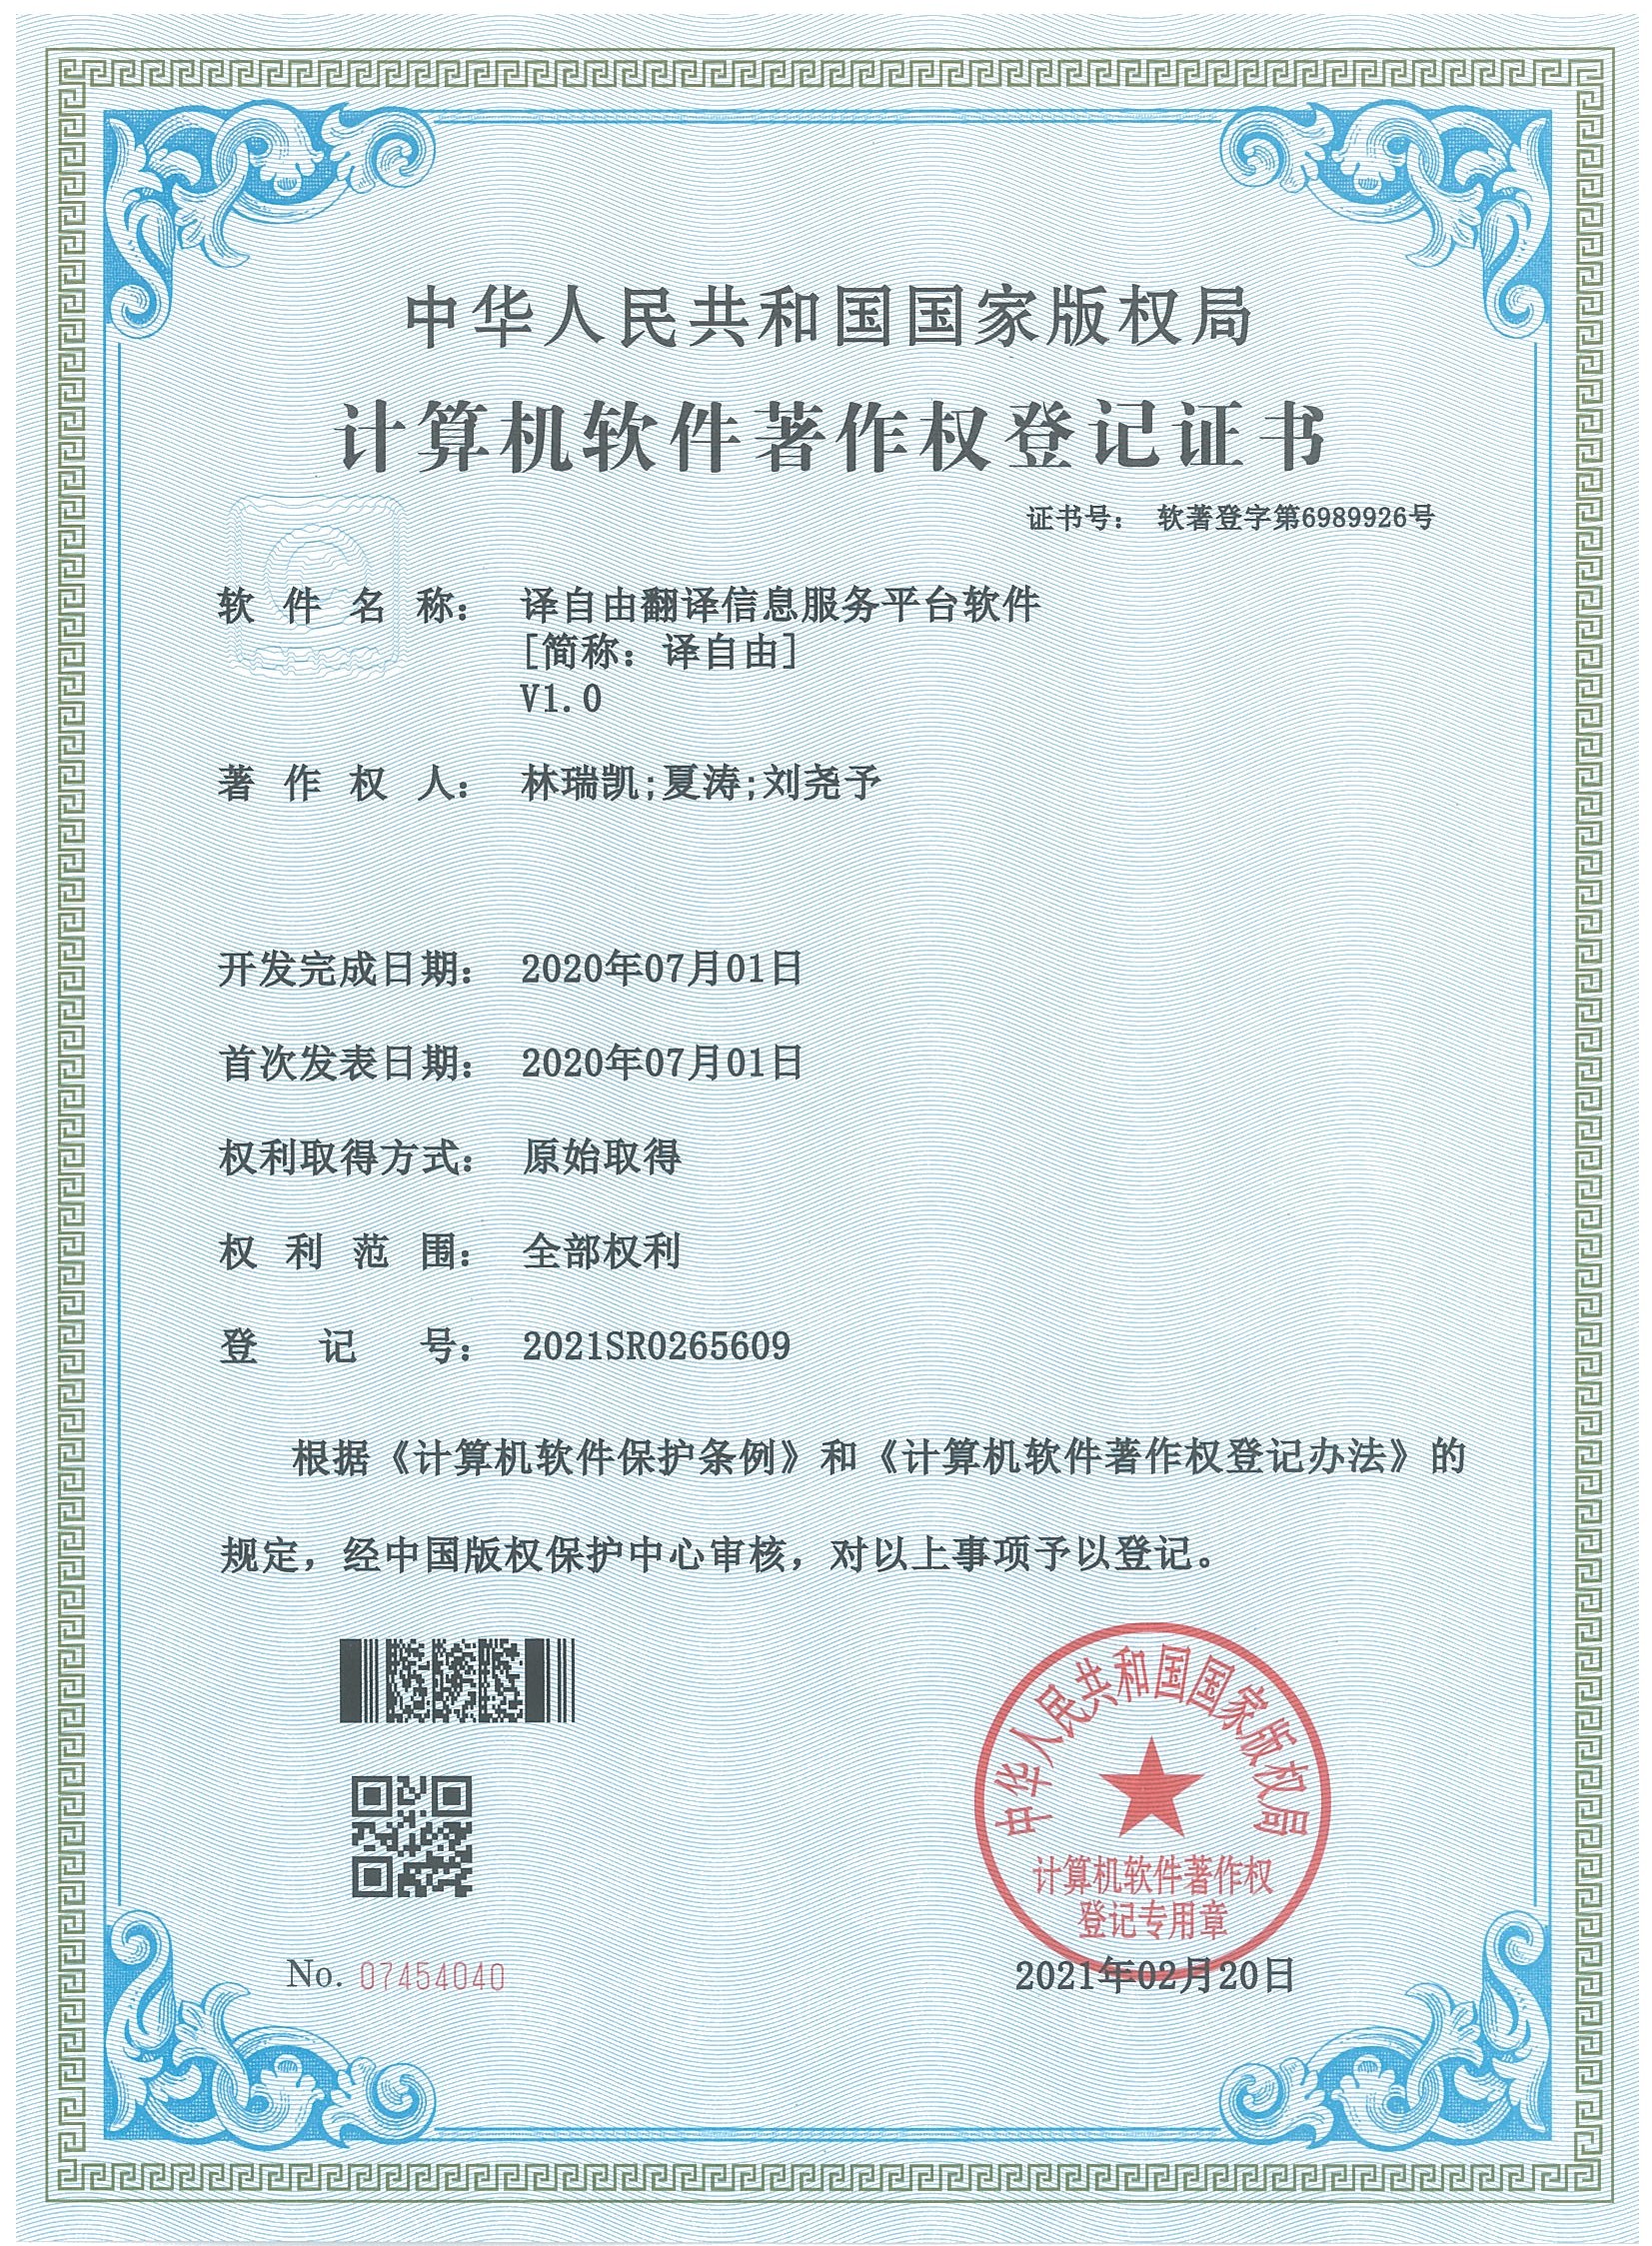 中华人民共和国国家版权局
计算机软件著作权登记证书
证书号： 软著登字第6989926号
软件名称： 译自由翻译信息服务平台软件
[简称：译自由]
V1.0
著作权人： 林瑞凯;夏涛;刘尧予
开发完成日期： 2020年07月01日
首次发表日期： 2020年07月01日
权利取得方式： 原始取得
权利范围： 全部权利
登记号： 2021SR0265609
根据《计算机软件保护条例》和《计算机软件著作权登记办法》的
规定，经中国版权保护中心审核，对以上事项予以登记。
中华人民共和国国家版权局
计算机软件著作权
登记专用章
No. 07454040
2021年02月20日